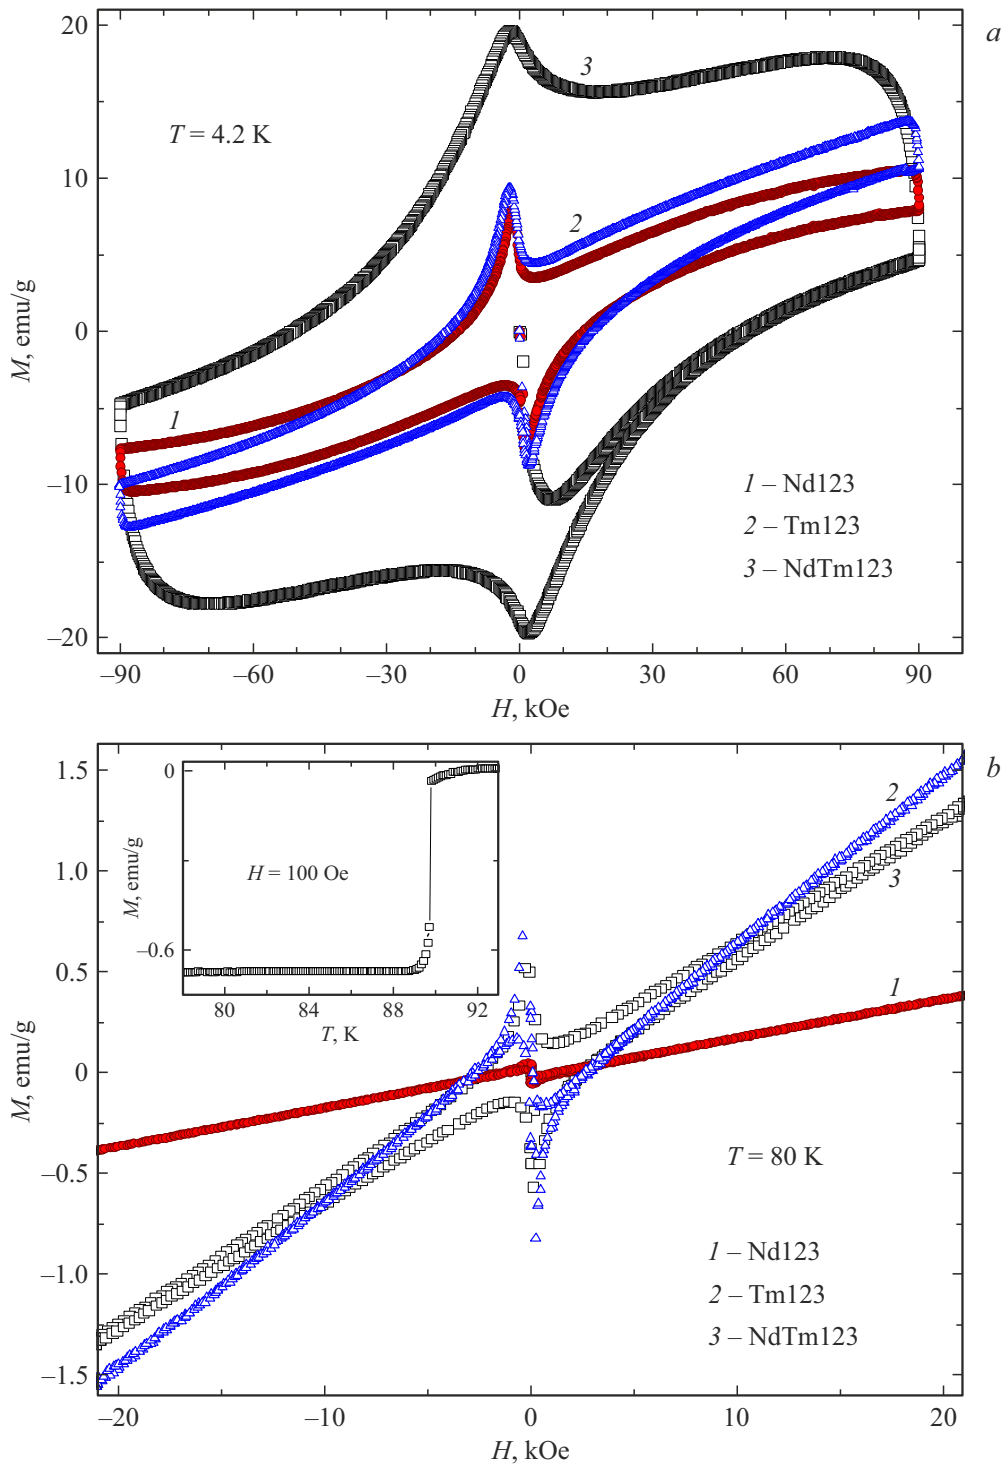 a
20
10
0
–10
–20
M, emu/g
T = 4.2 K
3
2
1
1 – Nd123
2 – Tm123
3 – NdTm123
–90 –60 –30 0 30 60 90
H, kOe
b
1.5
1.0
0.5
0
–0.5
–1.0
–1.5
M, emu/g
0
–0.6
M, emu/g
H = 100 Oe
80 84 88 92
T, K
2
3
1
T = 80 K
1 – Nd123
2 – Tm123
3 – NdTm123
–20 –10 0 10 20
H, kOe